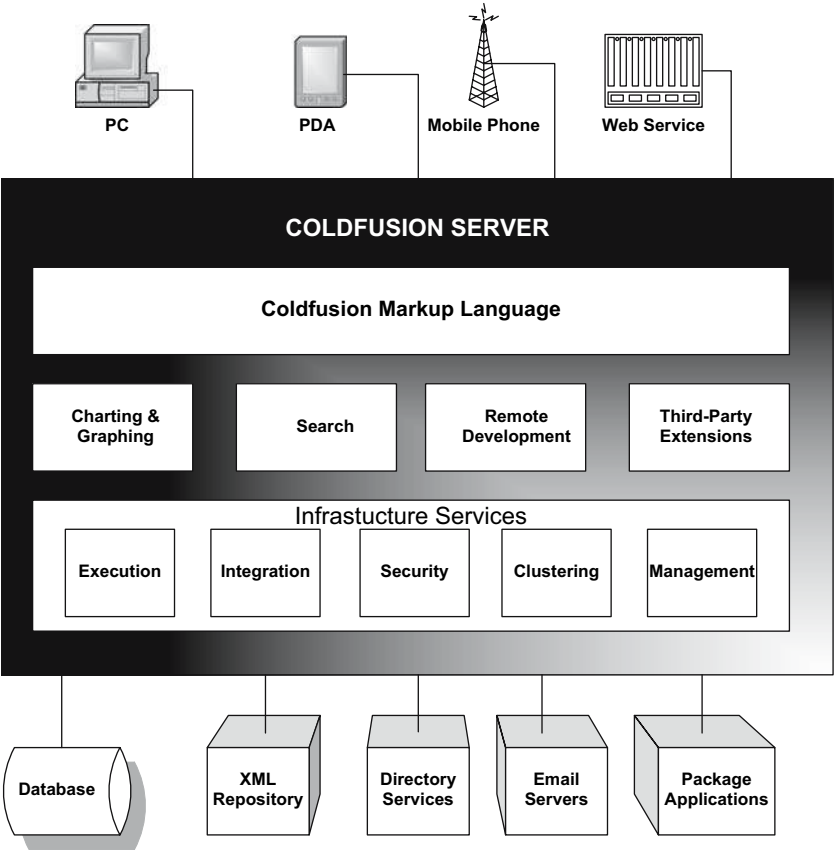 PC
PDA
Mobile Phone
Web Service
COLDFUSION SERVER
Coldfusion Markup Language
Charting &
Graphing
Search
Remote
Development
Third-Party
Extensions
Infrastucture Services
Execution
Integration
Security
Clustering
Management
Database
XML
Repository
Directory
Services
Email
Servers
Package
Applications